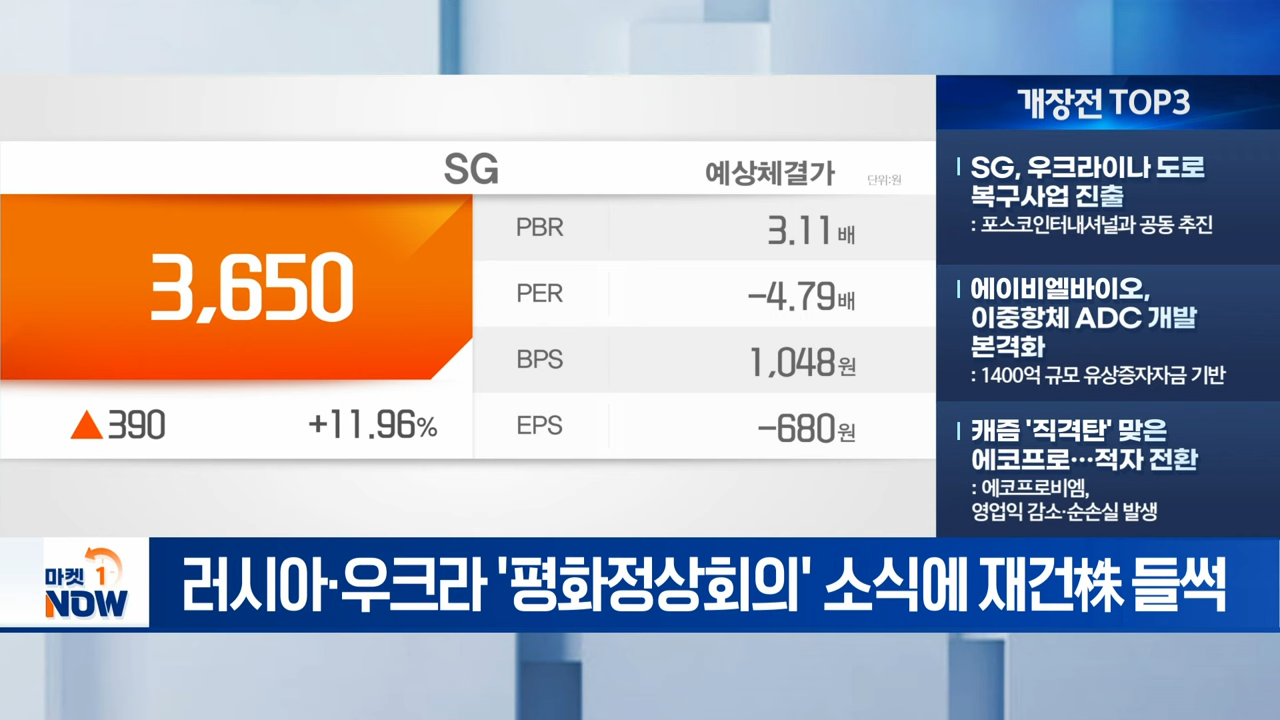 SG
예상체결가
단위:원
3,650
▲390
+11.96%
PBR
3.11배
PER
-4.79배
BPS
1,048원
EPS
-680원
개장전 TOP3
SG, 우크라이나 도로
복구사업 진출
: 포스코인터내셔널과 공동 추진
에이비엘바이오,
이중항체 ADC 개발
본격화
: 1400억 규모 유상증자자금 기반
캐즘 '직격탄' 맞은
에코프로…적자 전환
: 에코프로비엠,
영업익 감소·순손실 발생
마켓 1
NOW
러시아·우크라 '평화정상회의' 소식에 재건株 들썩